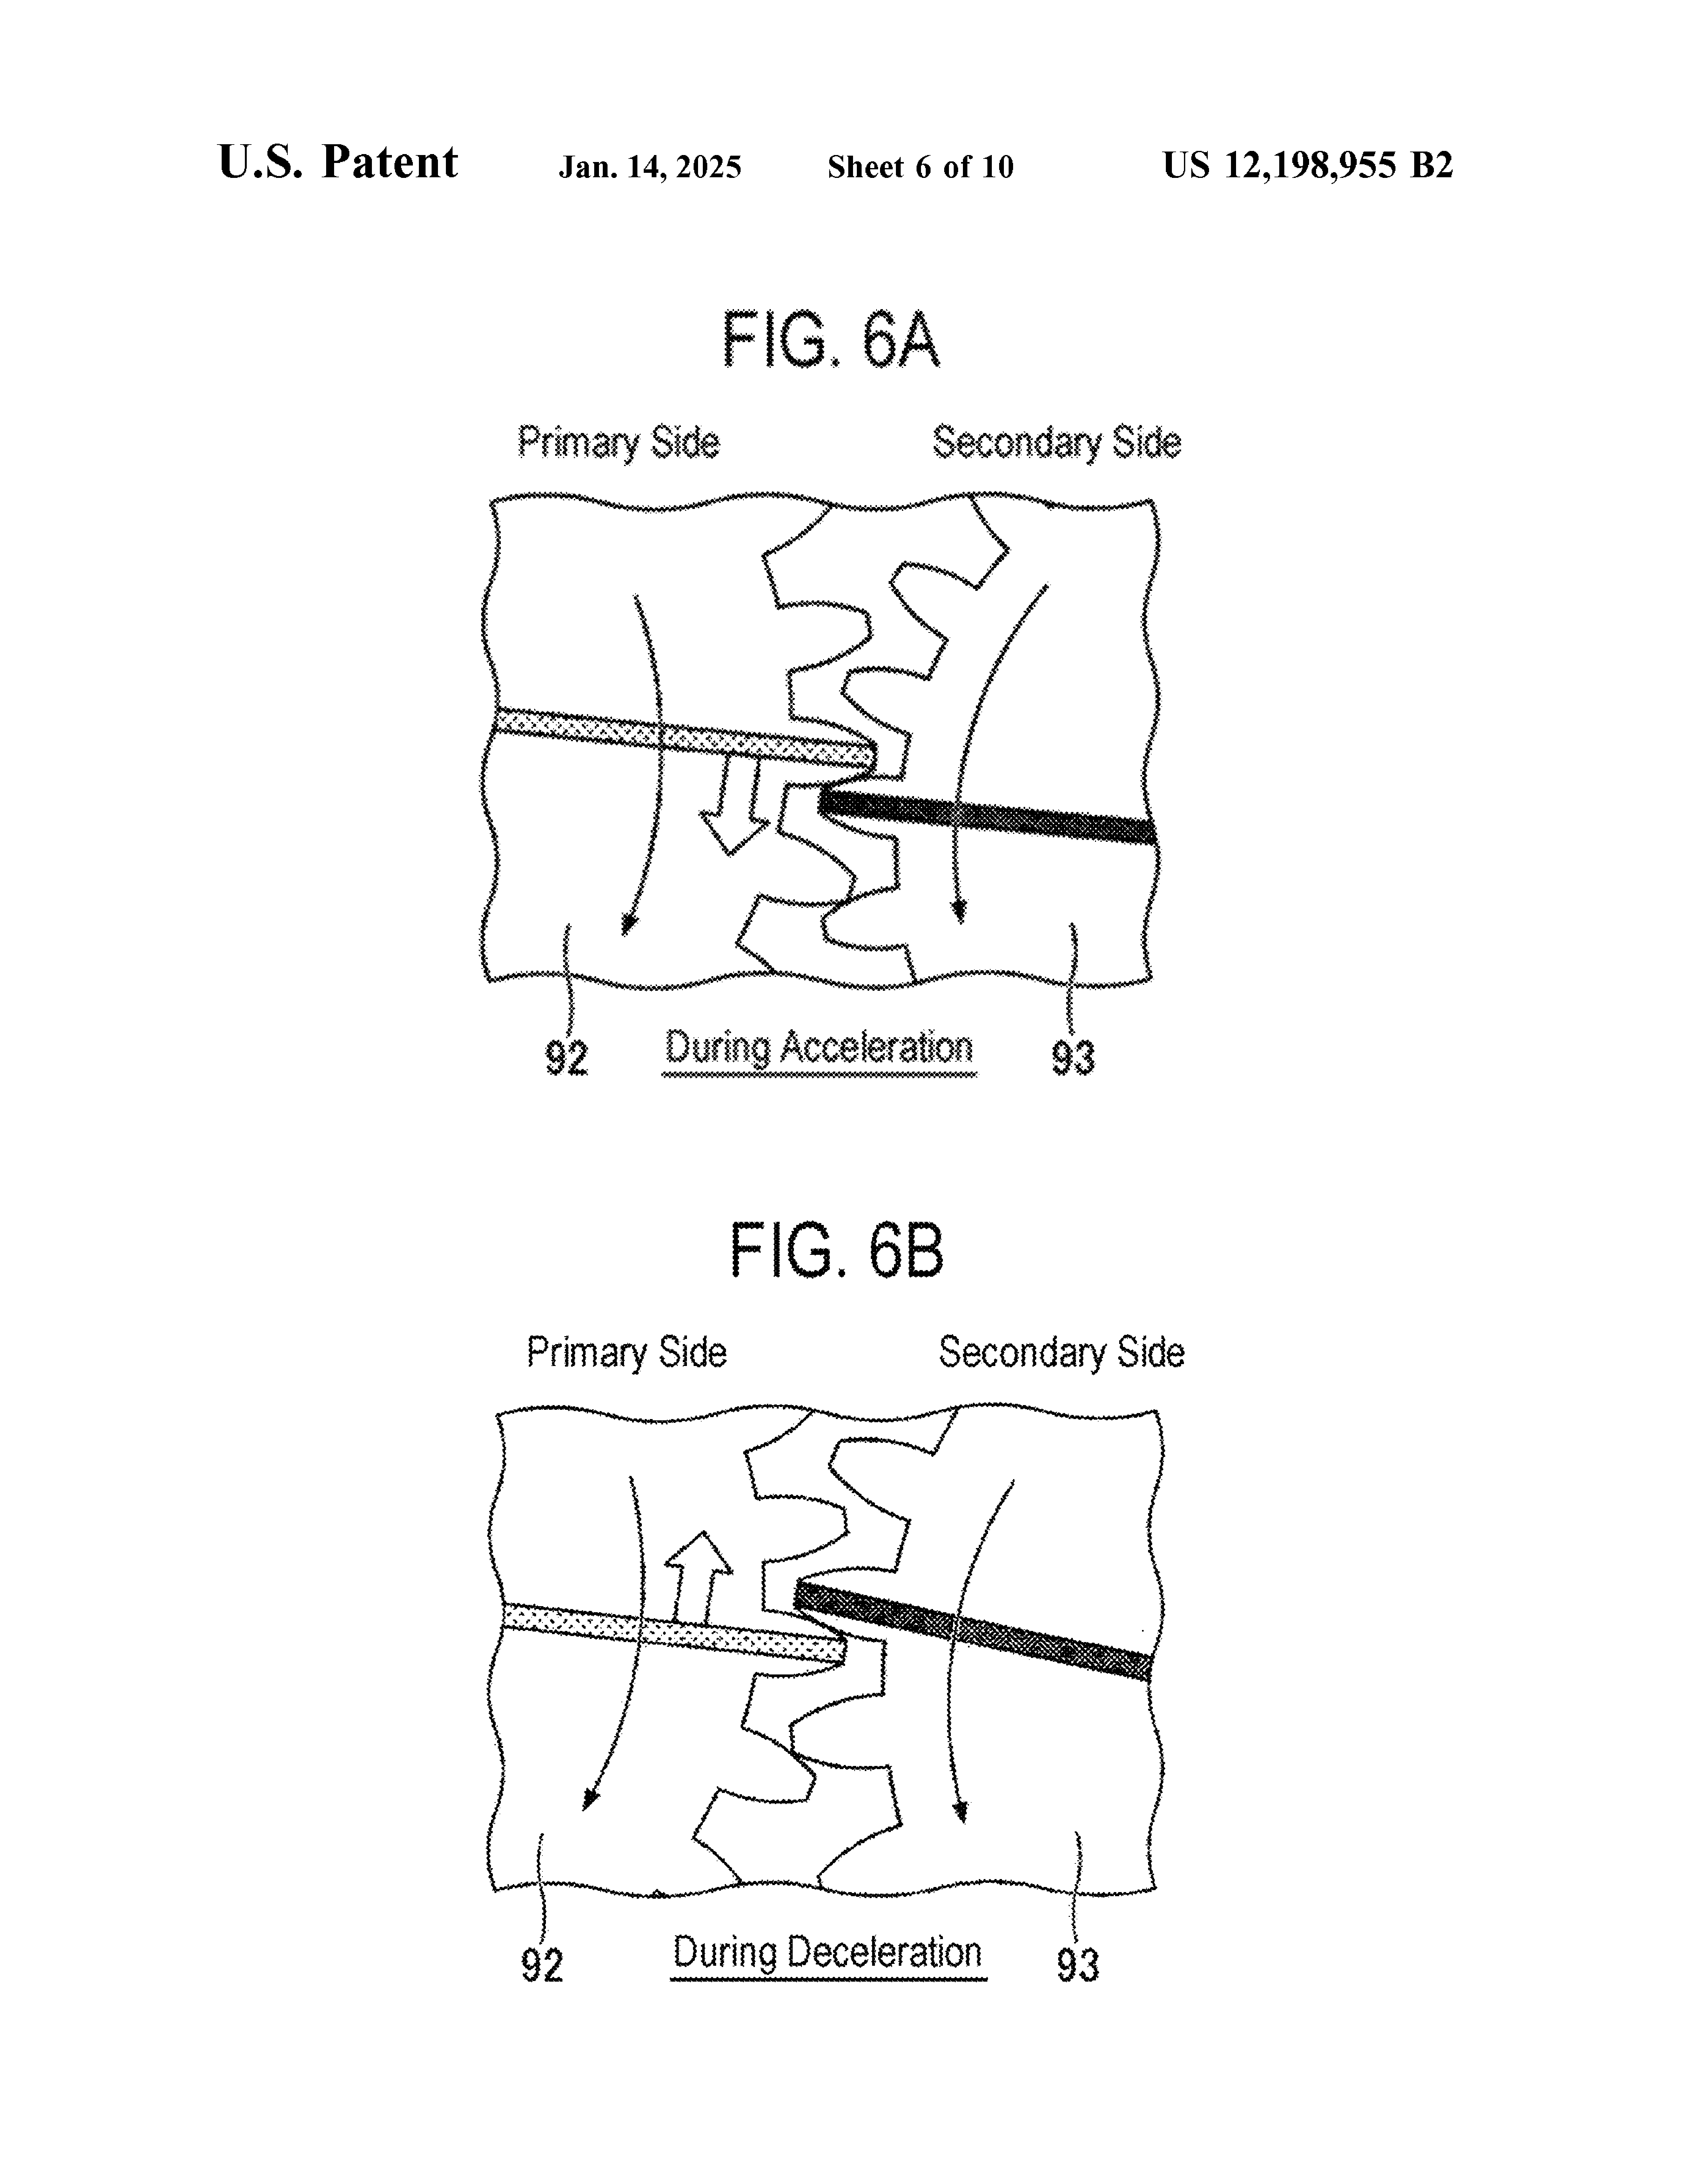 U.S. Patent Jan. 14, 2025 Sheet 6 of 10 US 12,198,955 B2
FIG. 6A
Primary Side Secondary Side
92 During Acceleration 93
FIG. 6B
Primary Side Secondary Side
92 During Deceleration 93